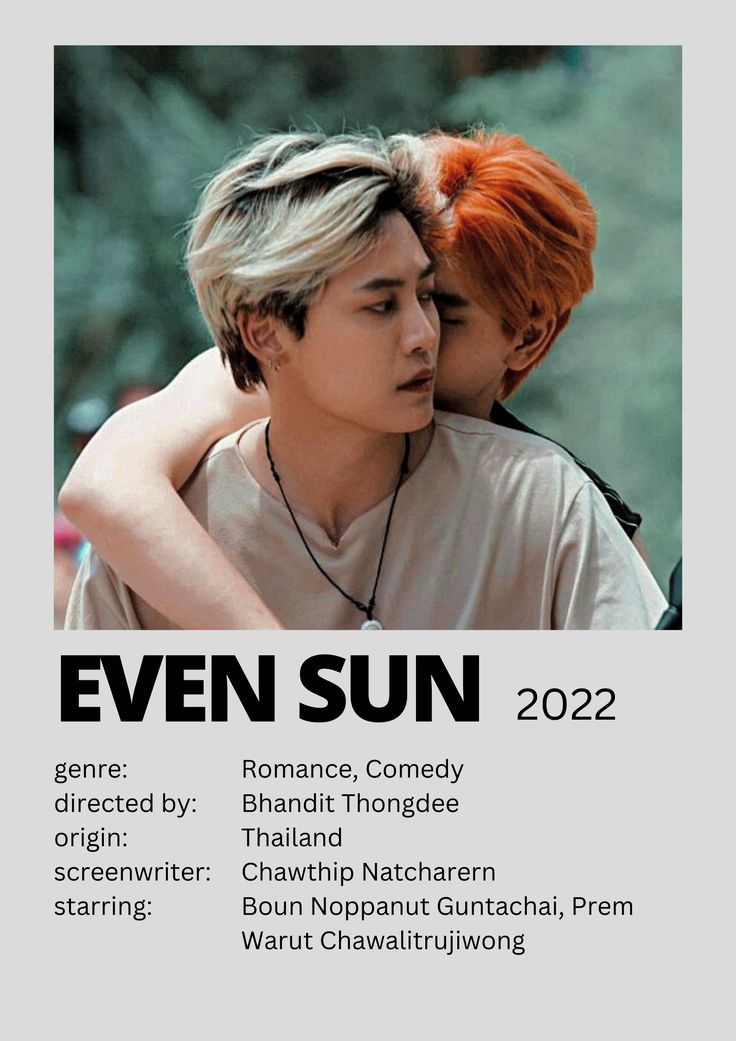 EVEN SUN 2022
genre: Romance, Comedy
directed by: Bhandit Thongdee
origin: Thailand
screenwriter: Chawthip Natcharern
starring: Boun Noppanut Guntachai, Prem
Warut Chawalitrujiwong